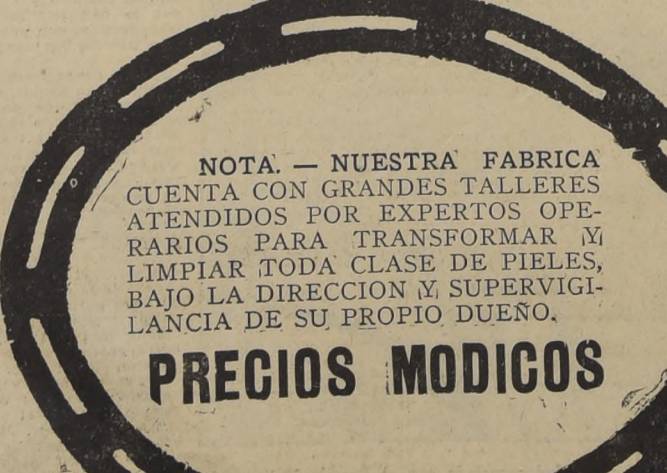 NOTA. — NUESTRA FABRICA
CUENTA CON GRANDES TALLERES
ATENDIDOS POR EXPERTOS OPE-
RARIOS PARA TRANSFORMAR Y
LIMPIAR TODA CLASE DE PIELES,
BAJO LA DIRECCION Y SUPERVIGI-
LANCIA DE SU PROPIO DUEÑO.
PRECIOS MODICOS